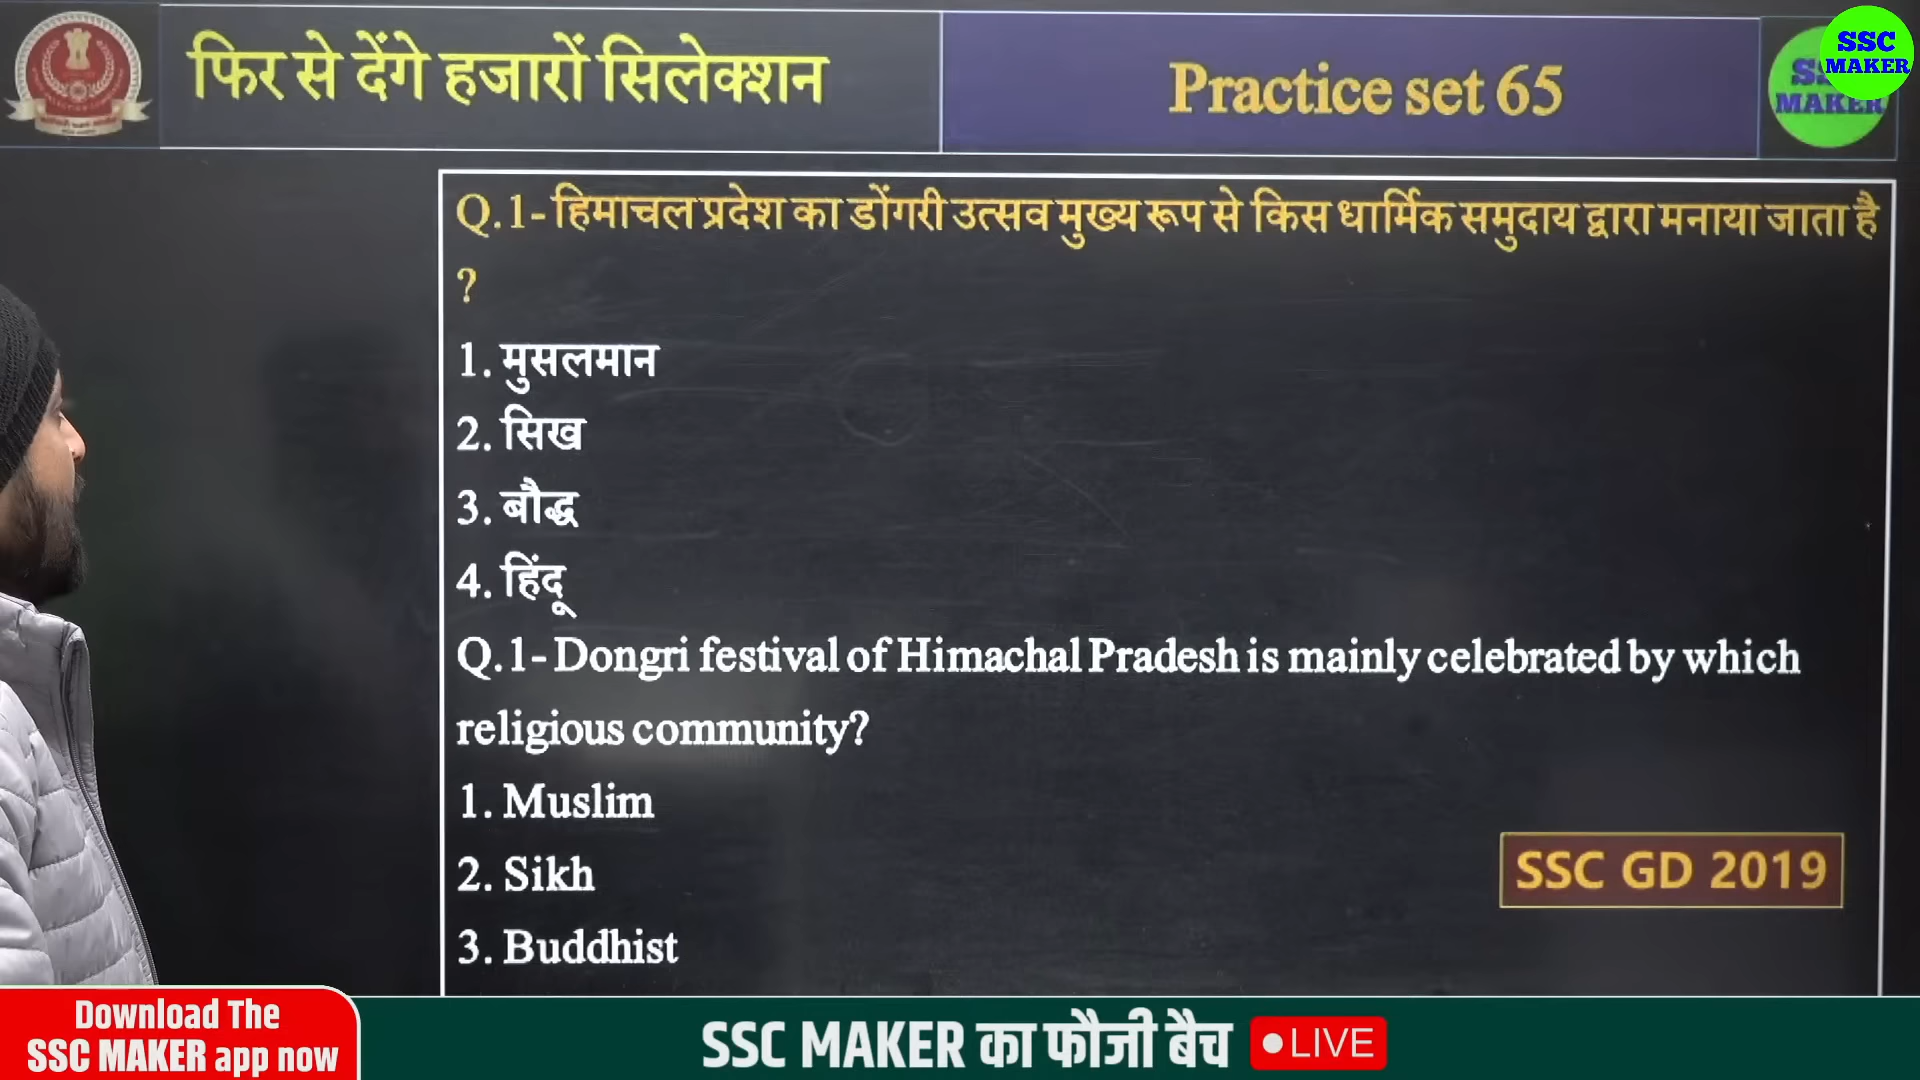 फिर से देंगे हजारों सिलेक्शन
Practice set 65
SSC
MAKER
Q.1- हिमाचल प्रदेश का डोंगरी उत्सव मुख्य रूप से किस धार्मिक समुदाय द्वारा मनाया जाता है
?
1. मुसलमान
2. सिख
3. बौद्ध
4. हिंदू
Q.1- Dongri festival of Himachal Pradesh is mainly celebrated by which
religious community?
1. Muslim
2. Sikh
3. Buddhist
SSC GD 2019
Download The
SSC MAKER app now
SSC MAKER का फौजी बैच
LIVE